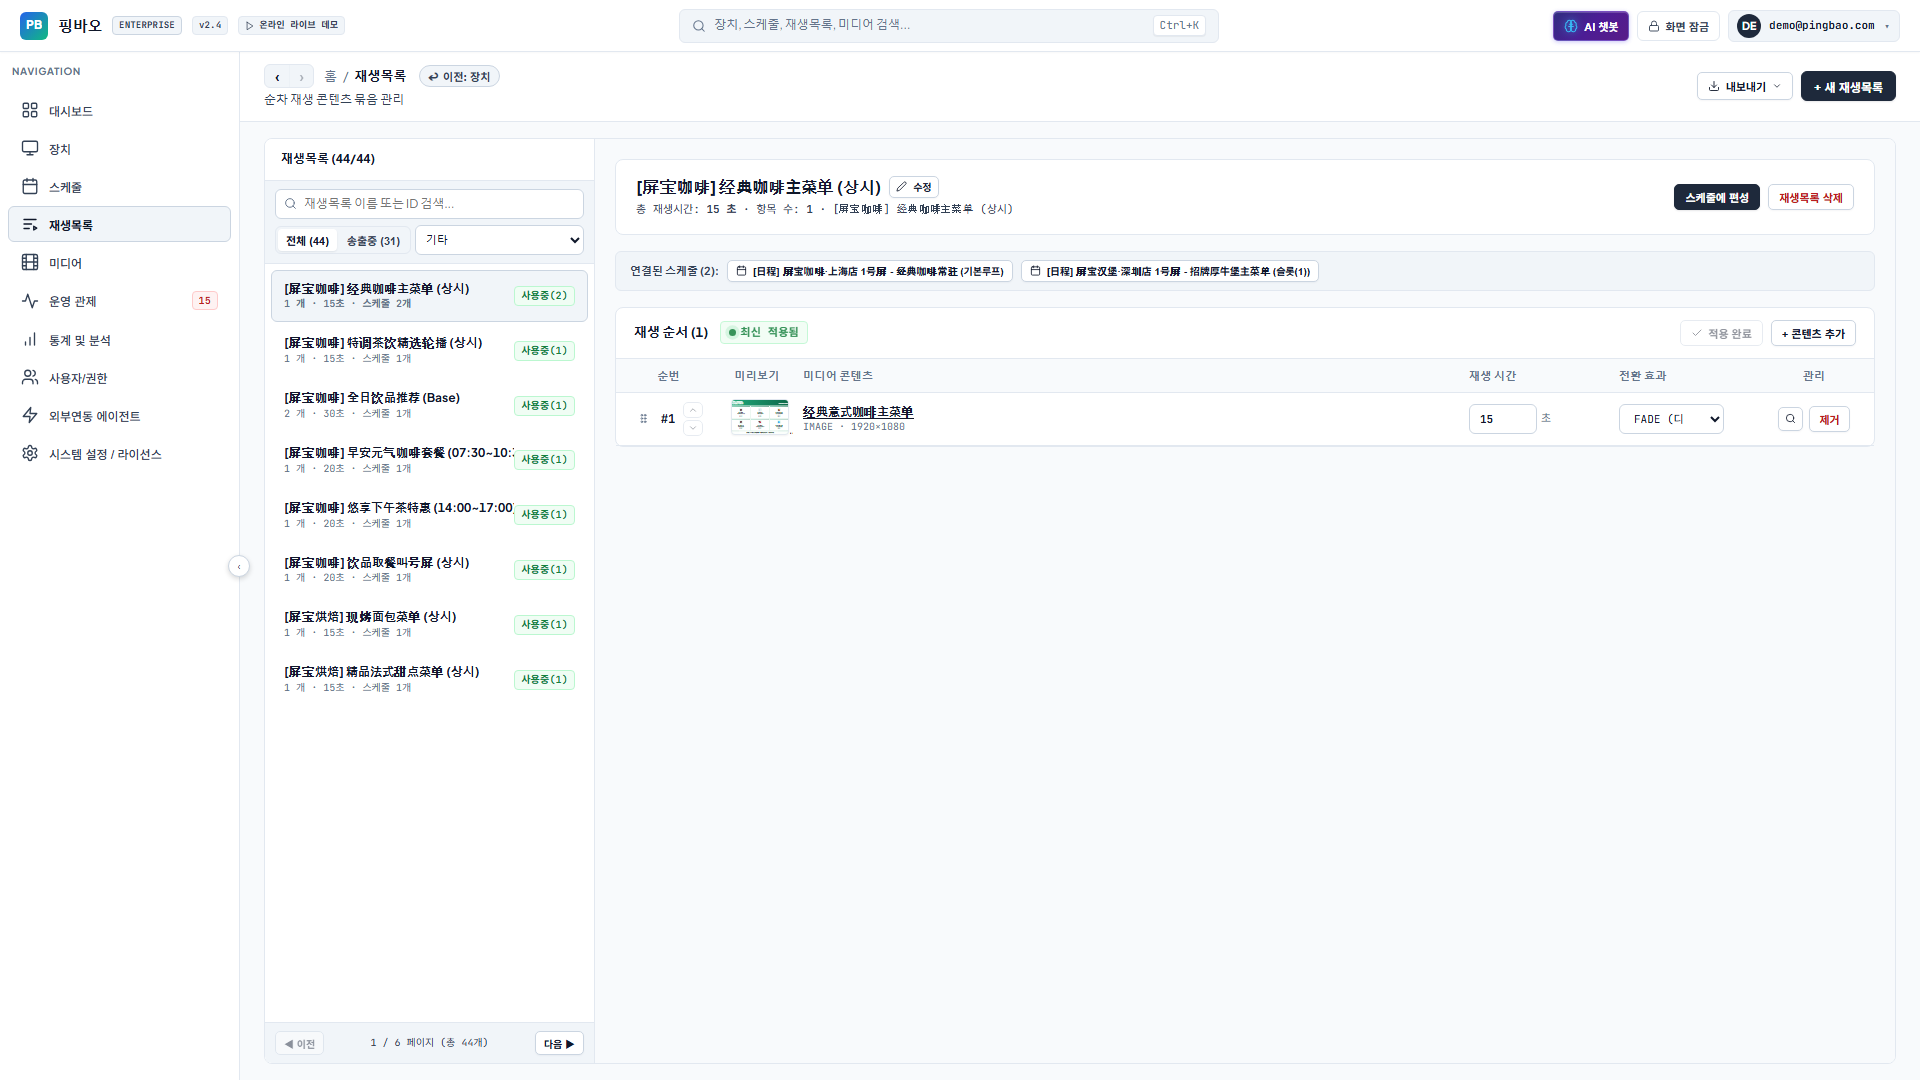 PB 핑바오 ENTERPRISE v2.4 온라인 라이브 데모
장치, 스케줄, 재생목록, 미디어 검색... Ctrl+K
AI 챗봇 화면 잠금 DE demo@pingbao.com
NAVIGATION
대시보드
장치
스케줄
재생목록
미디어
운영 관제 15
통계 및 분석
사용자/권한
외부연동 에이전트
시스템 설정 / 라이선스
‹ › 홈 / 재생목록 ↩ 이전: 장치
순차 재생 콘텐츠 묶음 관리
내보내기 + 새 재생목록
재생목록 (44/44)
재생목록 이름 또는 ID 검색...
전체 (44) 송출중 (31) 기타
[屏宝咖啡] 经典咖啡主菜单 (상시)
1 개 · 15초 · 스케줄 2개
사용중(2)
[屏宝咖啡] 特调茶饮精选轮播 (상시)
1 개 · 15초 · 스케줄 1개
사용중(1)
[屏宝咖啡] 全日饮品推荐 (Base)
2 개 · 30초 · 스케줄 1개
사용중(1)
[屏宝咖啡] 早安元气咖啡套餐 (07:30~10:
1 개 · 20초 · 스케줄 1개
사용중(1)
[屏宝咖啡] 悠享下午茶特惠 (14:00~17:00
1 개 · 20초 · 스케줄 1개
사용중(1)
[屏宝咖啡] 饮品取餐叫号屏 (상시)
1 개 · 20초 · 스케줄 1개
사용중(1)
[屏宝烘焙] 现烤面包菜单 (상시)
1 개 · 15초 · 스케줄 1개
사용중(1)
[屏宝烘焙] 精品法式甜点菜单 (상시)
1 개 · 15초 · 스케줄 1개
사용중(1)
◀ 이전 1 / 6 페이지 (총 44개) 다음 ▶
[屏宝咖啡] 经典咖啡主菜单 (상시) 수정
총 재생시간: 15 초 · 항목 수: 1 · [屏宝咖啡] 经典咖啡主菜单 (상시)
스케줄에 편성 재생목록 삭제
연결된 스케줄 (2): [日程] 屏宝咖啡·上海店 1号屏 - 经典咖啡常驻 (기본루프) [日程] 屏宝汉堡·深圳店 1号屏 - 招牌厚牛堡主菜单 (슬롯(1))
재생 순서 (1) 최신 적용됨 적용 완료 + 콘텐츠 추가
순번 미리보기 미디어 콘텐츠 재생 시간 전환 효과 관리
#1 经典意式咖啡主菜单 15 초 FADE (디 제거
IMAGE · 1920×1080